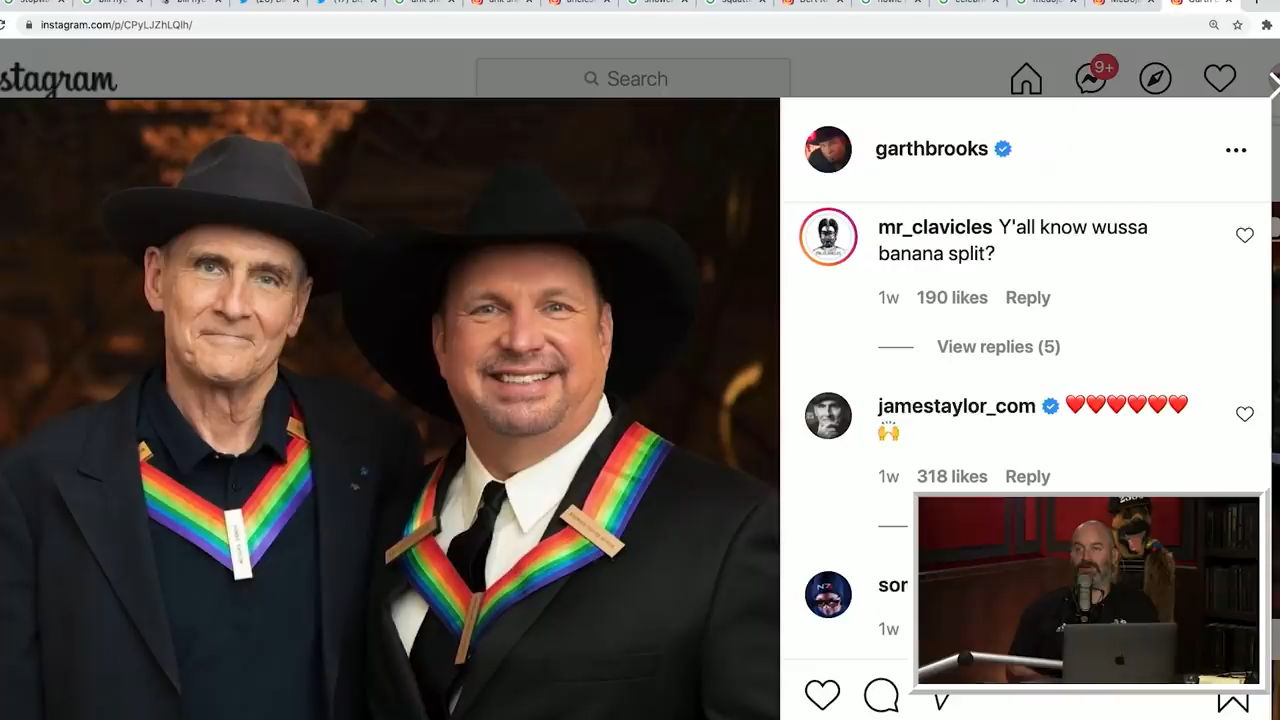 instagram.com/p/CPyLJZhLQlh/
stagram
Search
9+
garthbrooks
mr_clavicles Y'all know wussa
banana split?
1w 190 likes Reply
View replies (5)
jamestaylor_com ❤️❤️❤️❤️❤️❤️
🙌
1w 318 likes Reply
sor
1w